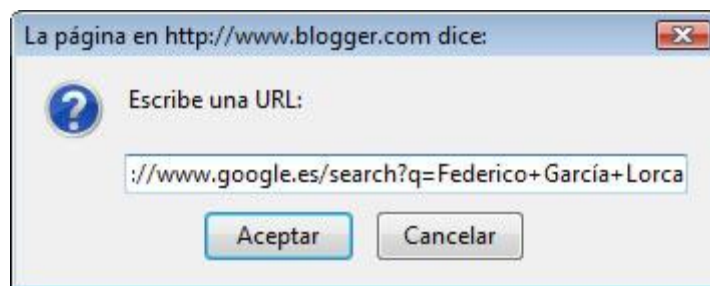 La página en http://www.blogger.com dice:
Escribe una URL:
://www.google.es/search?q=Federico+García+Lorca
Aceptar Cancelar